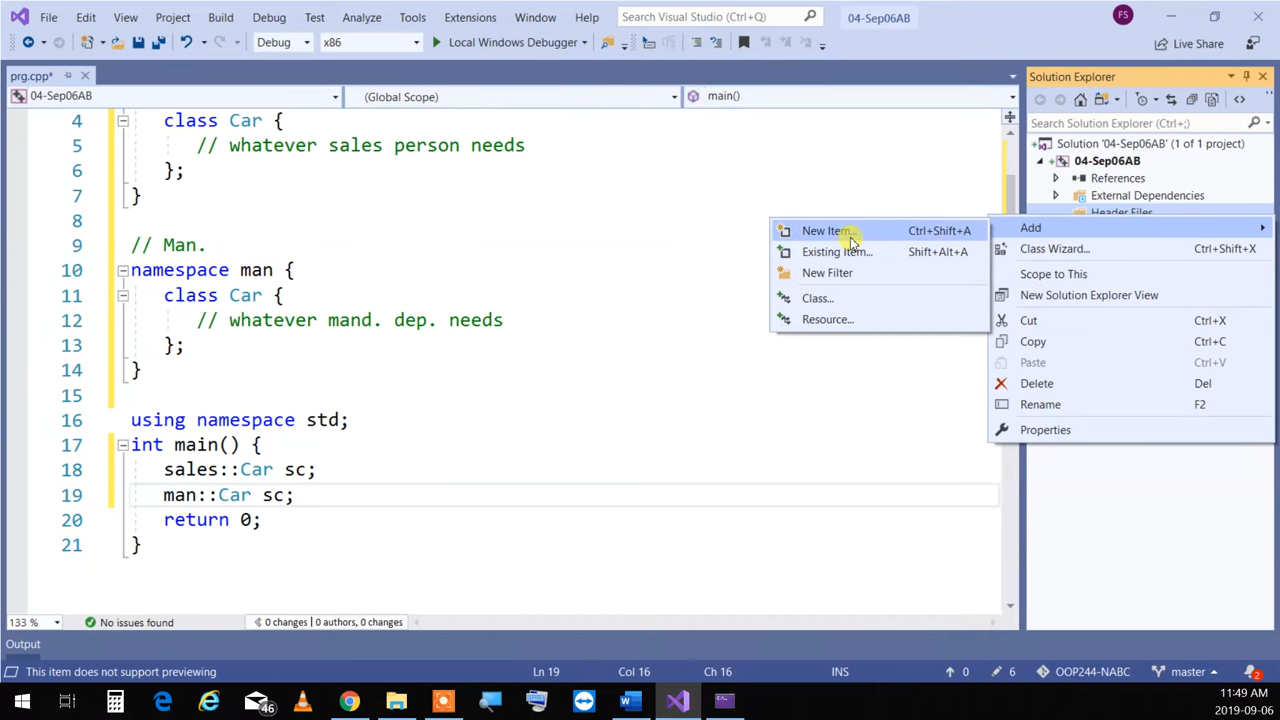 File Edit View Project Build Debug Test Analyze Tools Extensions Window Help Search Visual Studio (Ctrl+Q) 04-Sep06AB FS
Debug x86 Local Windows Debugger Live Share
prg.cpp* Solution Explorer
04-Sep06AB (Global Scope) main()
Search Solution Explorer (Ctrl+;)
Solution '04-Sep06AB' (1 of 1 project)
04-Sep06AB
References
External Dependencies
Header Files
4 class Car {
5 // whatever sales person needs
6 };
7 }
8
9 // Man.
10 namespace man {
11 class Car {
12 // whatever mand. dep. needs
13 };
14 }
15
16 using namespace std;
17 int main() {
18 sales::Car sc;
19 man::Car sc;
20 return 0;
21 }
New Item... Ctrl+Shift+A
Existing Item... Shift+Alt+A
New Filter
Class...
Resource...
Add
Class Wizard... Ctrl+Shift+X
Scope to This
New Solution Explorer View
Cut Ctrl+X
Copy Ctrl+C
Paste Ctrl+V
Delete Del
Rename F2
Properties
133 % No issues found 0 changes | 0 authors, 0 changes
Output
This item does not support previewing Ln 19 Col 16 Ch 16 INS 0 6 OOP244-NABC master 2
46
11:49 AM
2019-09-06